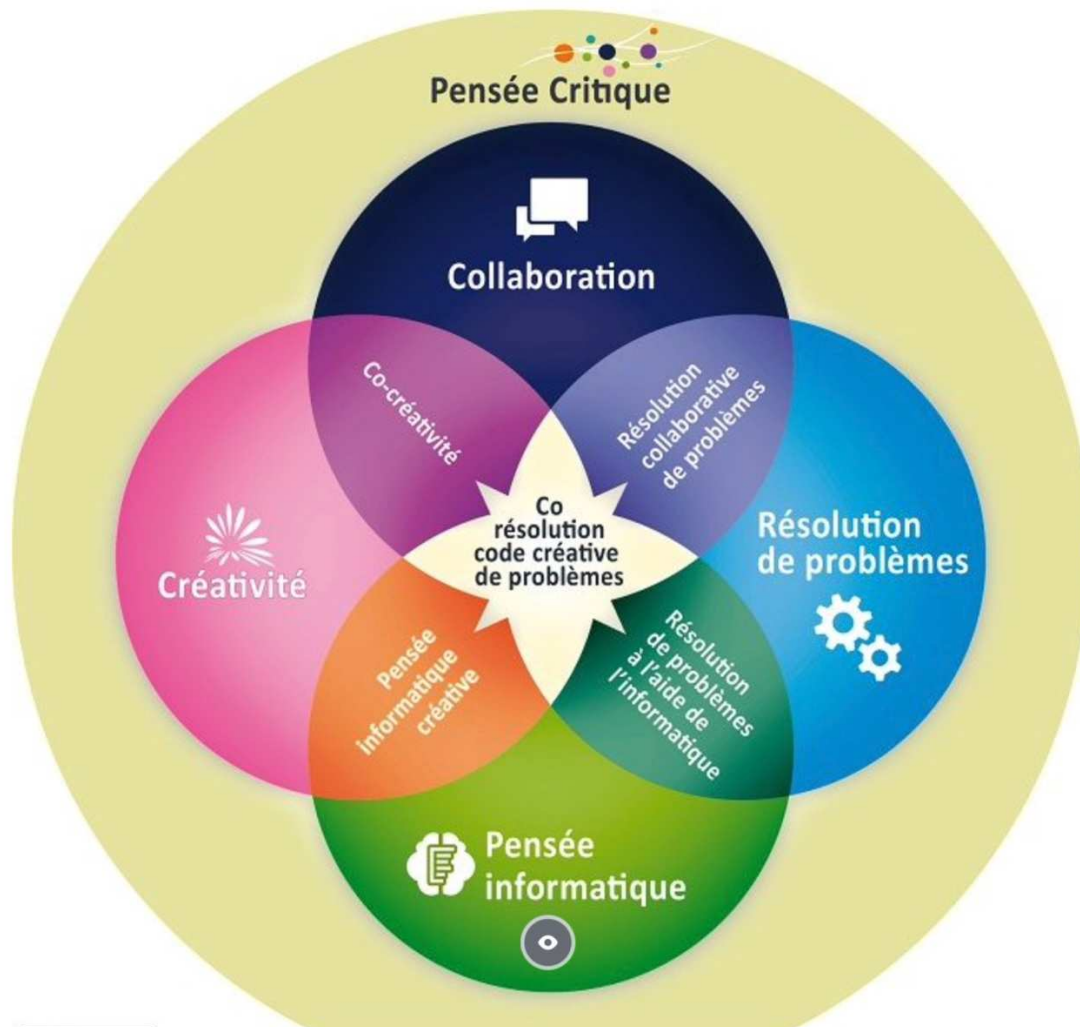 Pensée Critique
Collaboration
Co-créativité
Résolution
collaborative
de problèmes
Co
résolution
code créative
de problèmes
Créativité
Résolution
de problèmes
Pensée
informatique
créative
Résolution
de problèmes
à l'aide de
l'informatique
Pensée
informatique